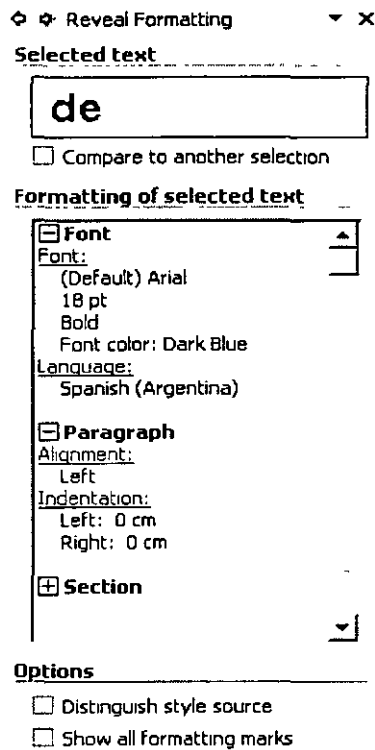 Reveal Formatting
Selected text
de
Compare to another selection
Formatting of selected text
Font
Font:
(Default) Arial
18 pt
Bold
Font color: Dark Blue
Language:
Spanish (Argentina)
Paragraph
Alignment:
Left
Indentation:
Left: 0 cm
Right: 0 cm
Section
Options
Distinguish style source
Show all formatting marks